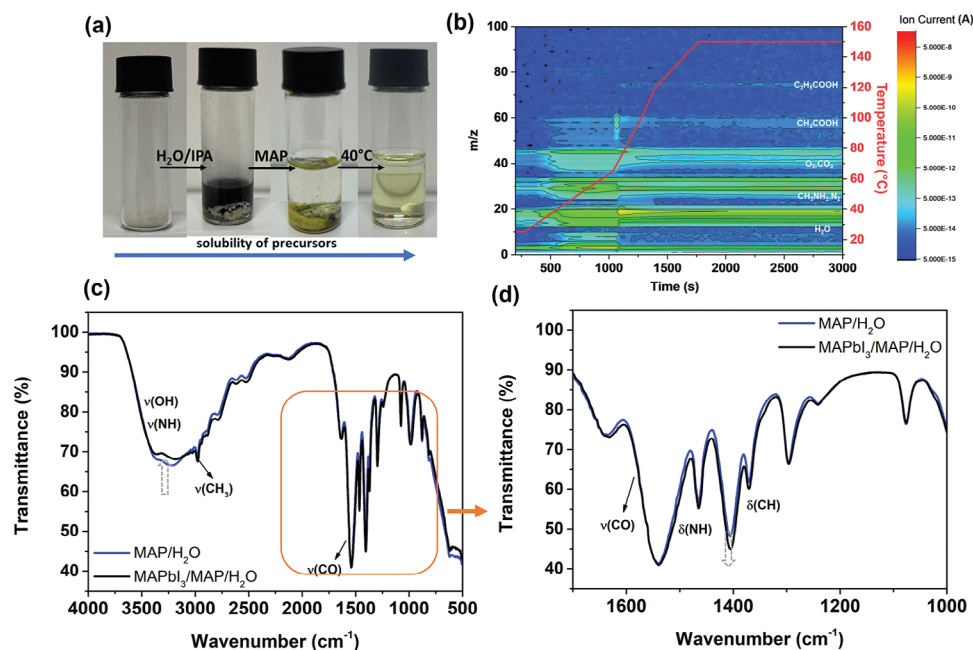 (a)
H₂O/IPA
MAP
40°C
solubility of precursors
(b)
100
80
60
40
20
0
m/z
500
1000
1500
2000
2500
3000
Time (s)
C₂H₅COOH
CH₃COOH
O₂,CO₂
CH₃NH₂,N₂
H₂O
160
140
120
100
80
60
40
20
Temperature (°C)
Ion Current (A)
5.000E-8
5.000E-9
5.000E-10
5.000E-11
5.000E-12
5.000E-13
5.000E-14
5.000E-15
(c)
100
90
80
70
60
50
40
Transmittance (%)
ν(OH)
ν(NH)
ν(CH₃)
ν(CO)
MAP/H₂O
MAPbI₃/MAP/H₂O
4000
3500
3000
2500
2000
1500
1000
500
Wavenumber (cm⁻¹)
(d)
100
90
80
70
60
50
40
Transmittance (%)
MAP/H₂O
MAPbI₃/MAP/H₂O
ν(CO)
δ(NH)
δ(CH)
1600
1400
1200
1000
Wavenumber (cm⁻¹)